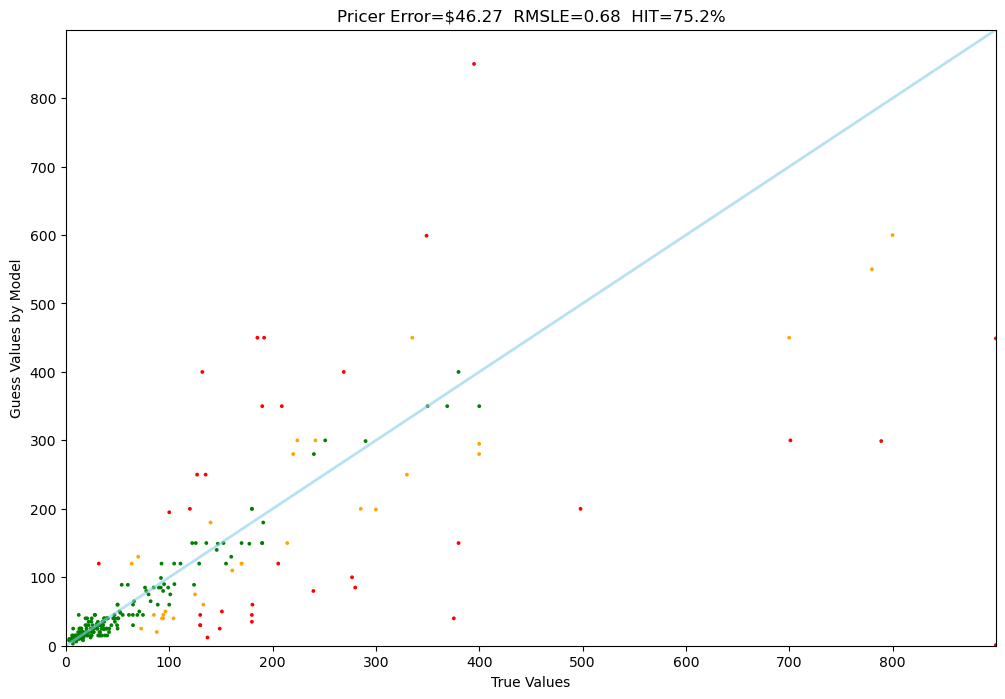 Pricer Error=$46.27 RMSLE=0.68 HIT=75.2%
Guess Values by Model
800
700
600
500
400
300
200
100
0
0 100 200 300 400 500 600 700 800
True Values